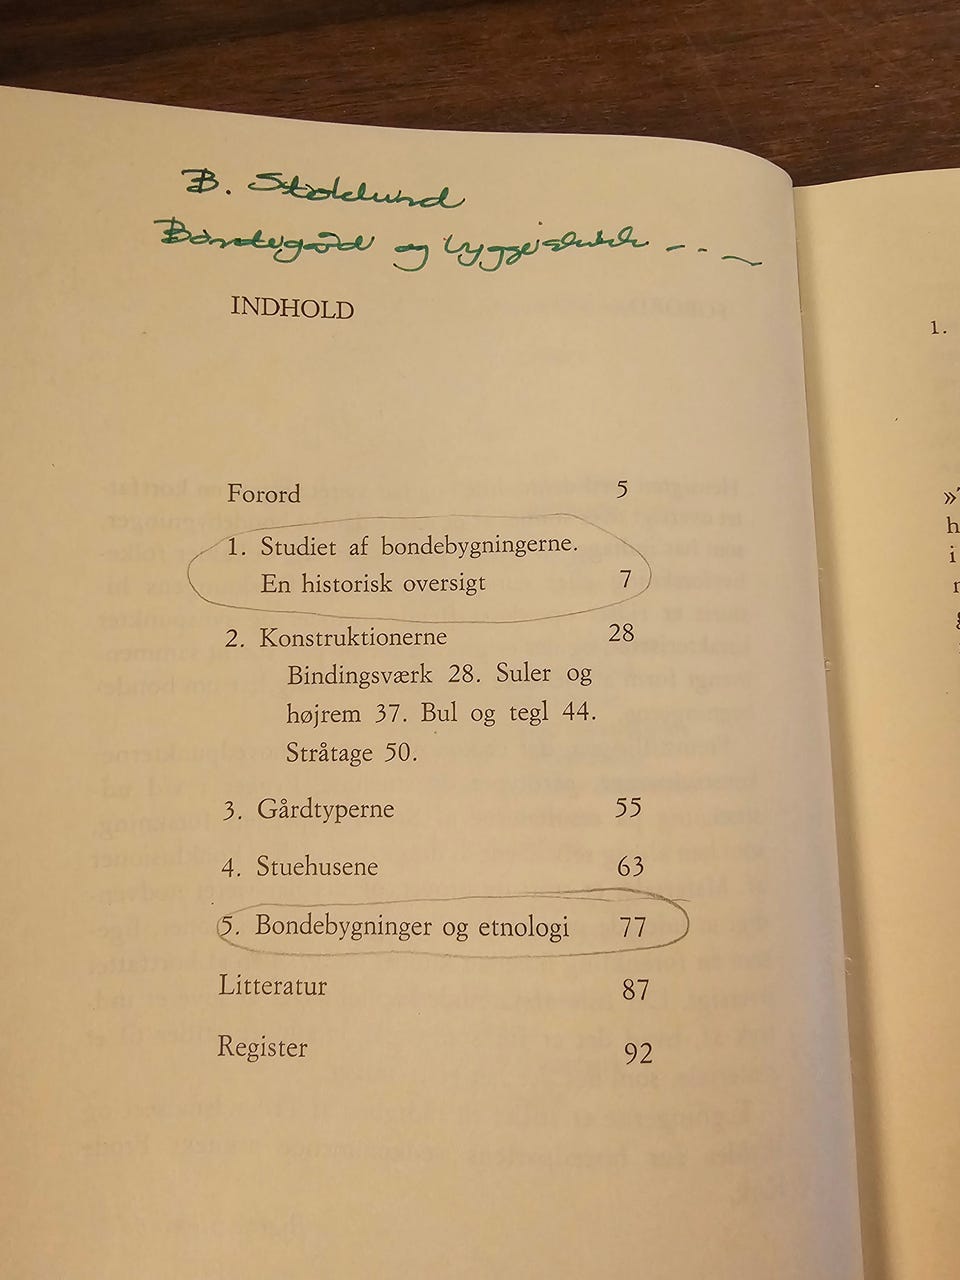 B. Stoklund
Bondegård og byggeskik - - -
INDHOLD
Forord 5
1. Studiet af bondebygningerne.
En historisk oversigt 7
2. Konstruktionerne 28
Bindingsværk 28. Suler og
højrem 37. Bul og tegl 44.
Stråtage 50.
3. Gårdtyperne 55
4. Stuehusene 63
5. Bondebygninger og etnologi 77
Litteratur 87
Register 92
1.
»
h
i